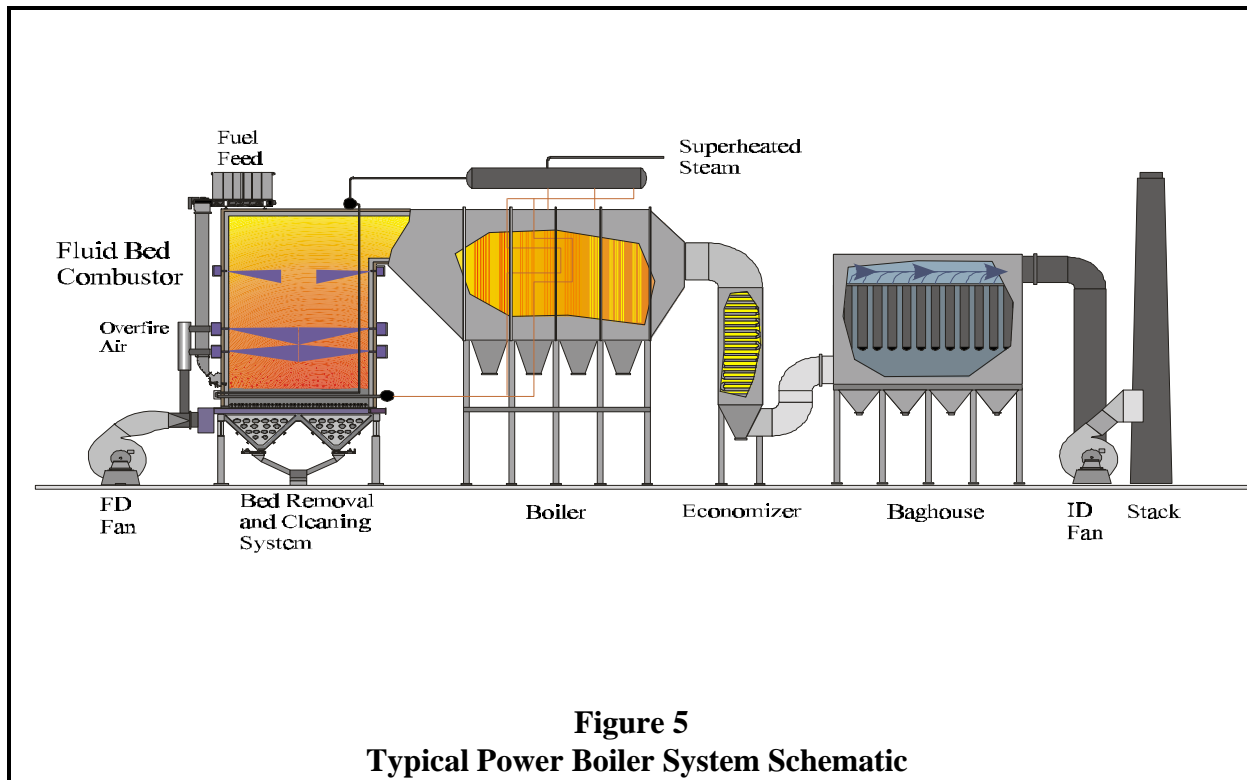 Fuel
Feed
Superheated
Steam
Fluid Bed
Combustor
Overfire
Air
FD
Fan
Bed Removal
and Cleaning
System
Boiler
Economizer
Baghouse
ID
Fan
Stack
Figure 5
Typical Power Boiler System Schematic